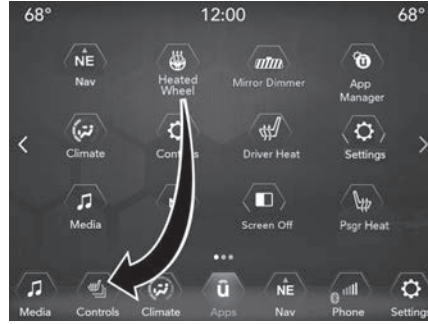 68° 12:00 68°
NE
Nav
Heated
Wheel
Mirror Dimmer
App
Manager
Climate
Driver Heat
Settings
Media
Screen Off
Psgr Heat
ū
NE
Media Controls Climate Apps Nav Phone Settings